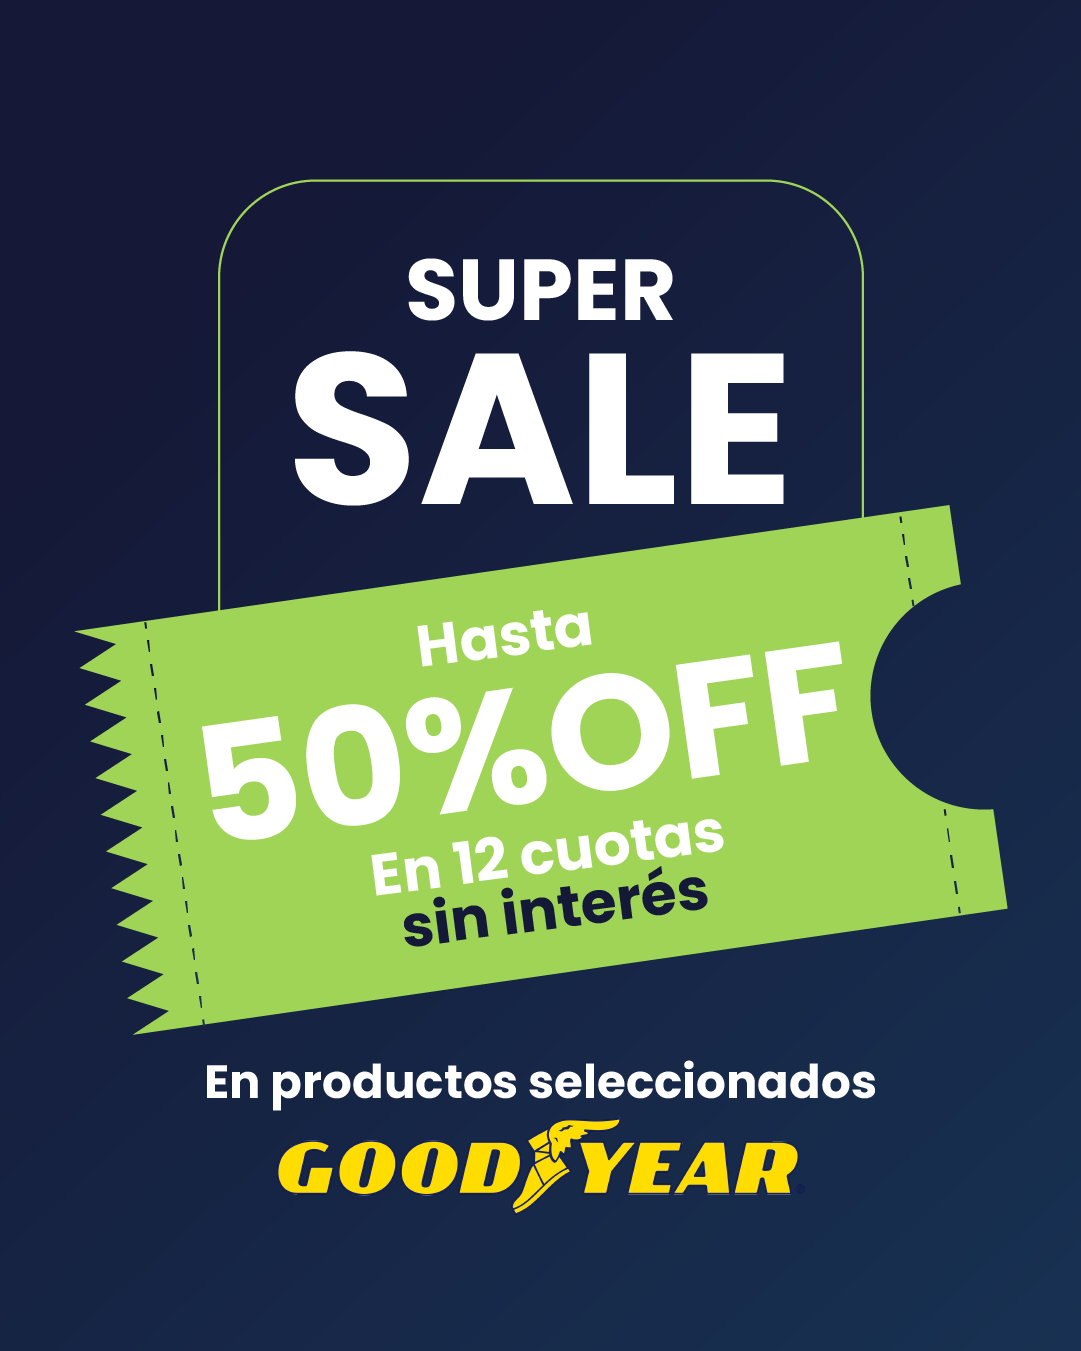 SUPER
SALE
Hasta
50%OFF
En 12 cuotas
sin interés
En productos seleccionados
GOODYEAR